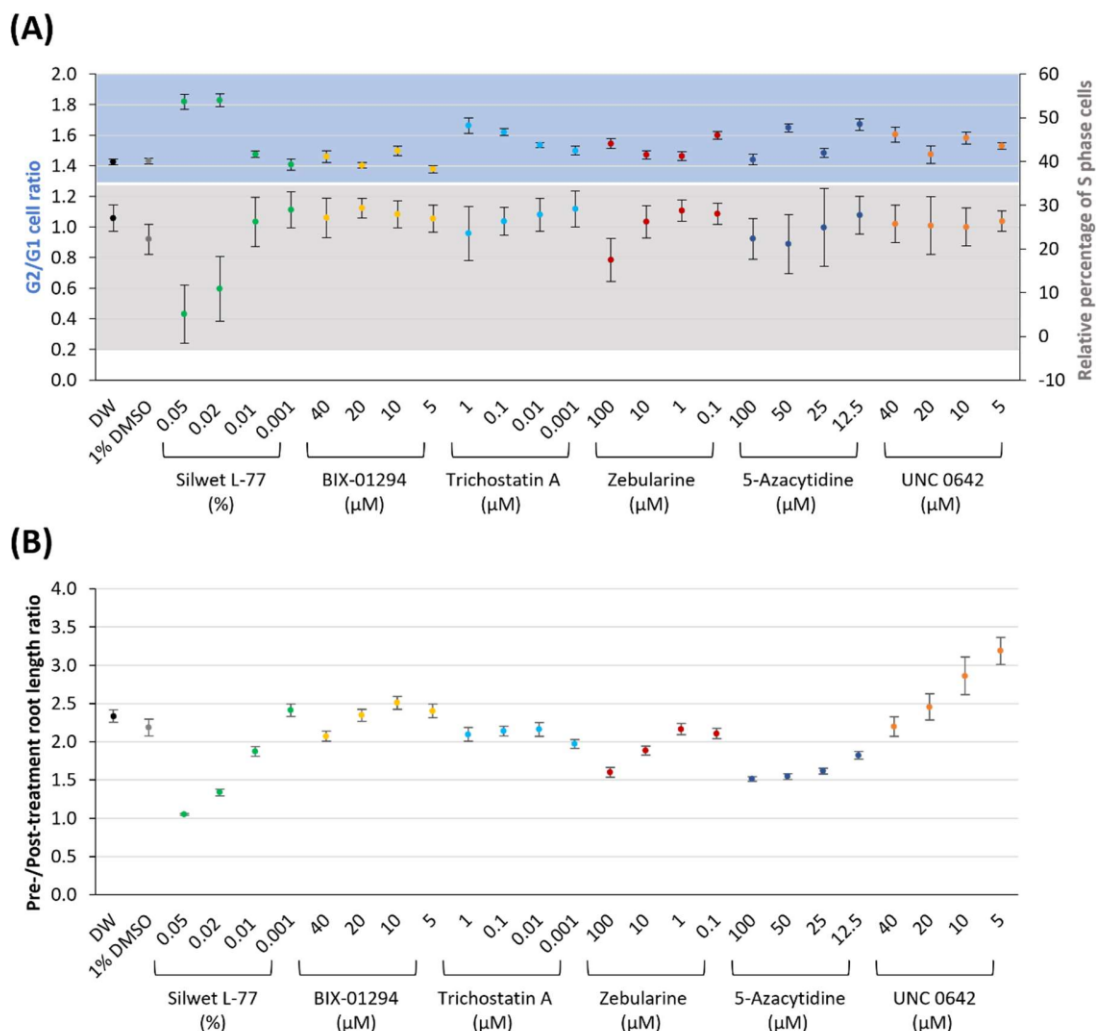 (A)
G2/G1 cell ratio
2.0
1.8
1.6
1.4
1.2
1.0
0.8
0.6
0.4
0.2
0.0
60
50
40
30
20
10
0
-10
Relative percentage of S phase cells
DW
1% DMSO
0.05
0.02
0.01
0.001
40
20
10
5
1
0.1
0.01
0.001
100
10
1
0.1
100
50
25
12.5
40
20
10
5
Silwet L-77
(%)
BIX-01294
(μM)
Trichostatin A
(μM)
Zebularine
(μM)
5-Azacytidine
(μM)
UNC 0642
(μM)
(B)
Pre-/Post-treatment root length ratio
4.0
3.5
3.0
2.5
2.0
1.5
1.0
0.5
0.0
DW
1% DMSO
0.05
0.02
0.01
0.001
40
20
10
5
1
0.1
0.01
0.001
100
10
1
0.1
100
50
25
12.5
40
20
10
5
Silwet L-77
(%)
BIX-01294
(μM)
Trichostatin A
(μM)
Zebularine
(μM)
5-Azacytidine
(μM)
UNC 0642
(μM)